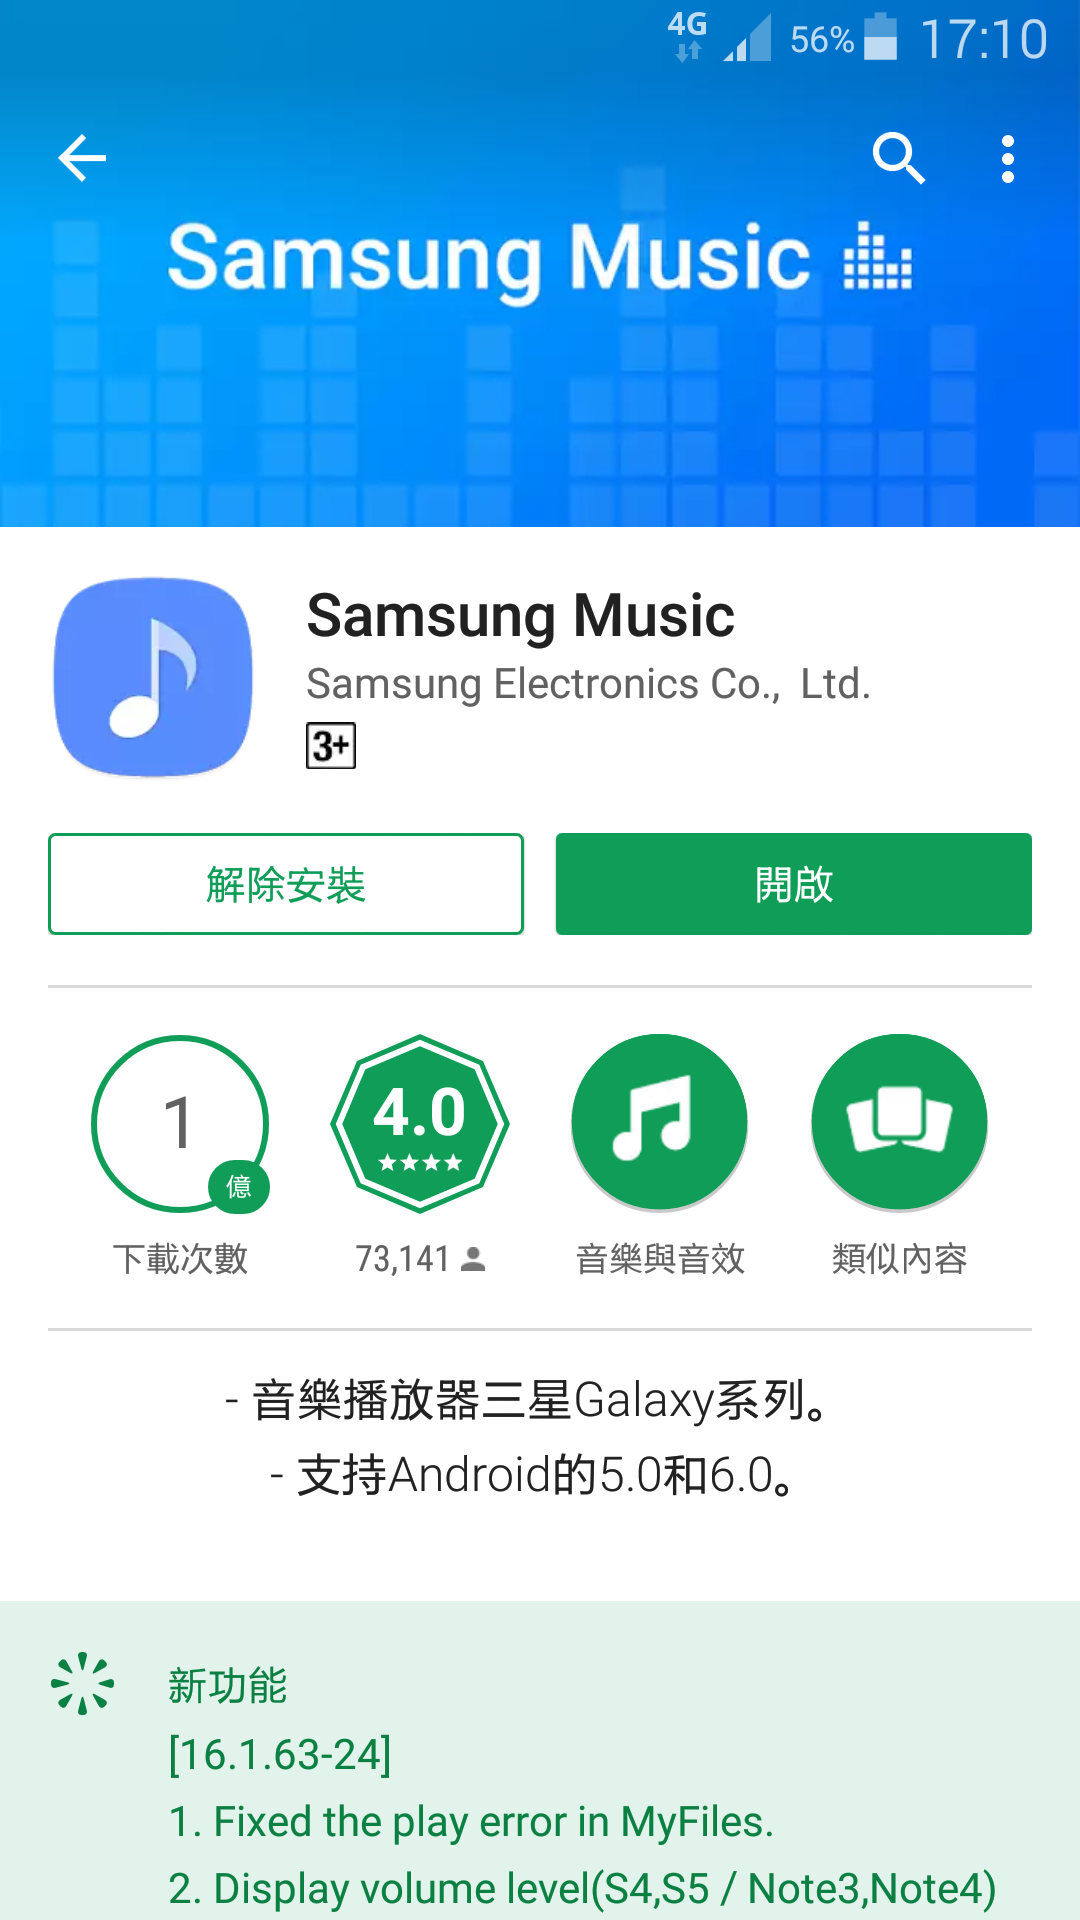 4G 56% 17:10
Samsung Music
Samsung Music
Samsung Electronics Co., Ltd.
3+
解除安裝
開啟
1
億
下載次數
4.0
73,141
音樂與音效
類似內容
- 音樂播放器三星Galaxy系列。
- 支持Android的5.0和6.0。
新功能
[16.1.63-24]
1. Fixed the play error in MyFiles.
2. Display volume level(S4,S5 / Note3,Note4)